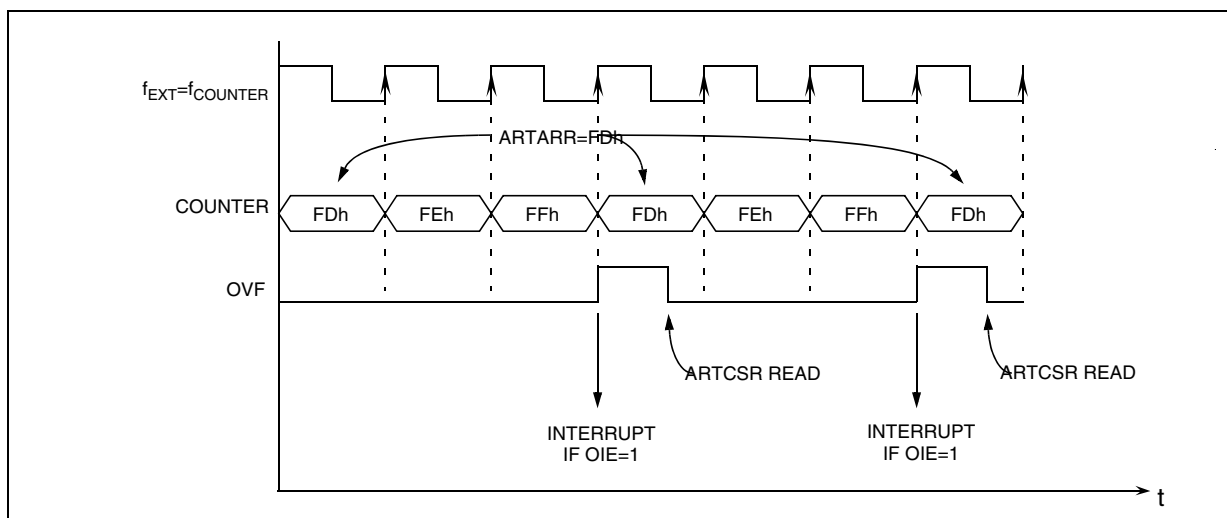 fEXT=fCOUNTER
ARTARR=FDh
COUNTER
FDh
FEh
FFh
FDh
FEh
FFh
FDh
OVF
ARTCSR READ
ARTCSR READ
INTERRUPT
IF OIE=1
INTERRUPT
IF OIE=1
t